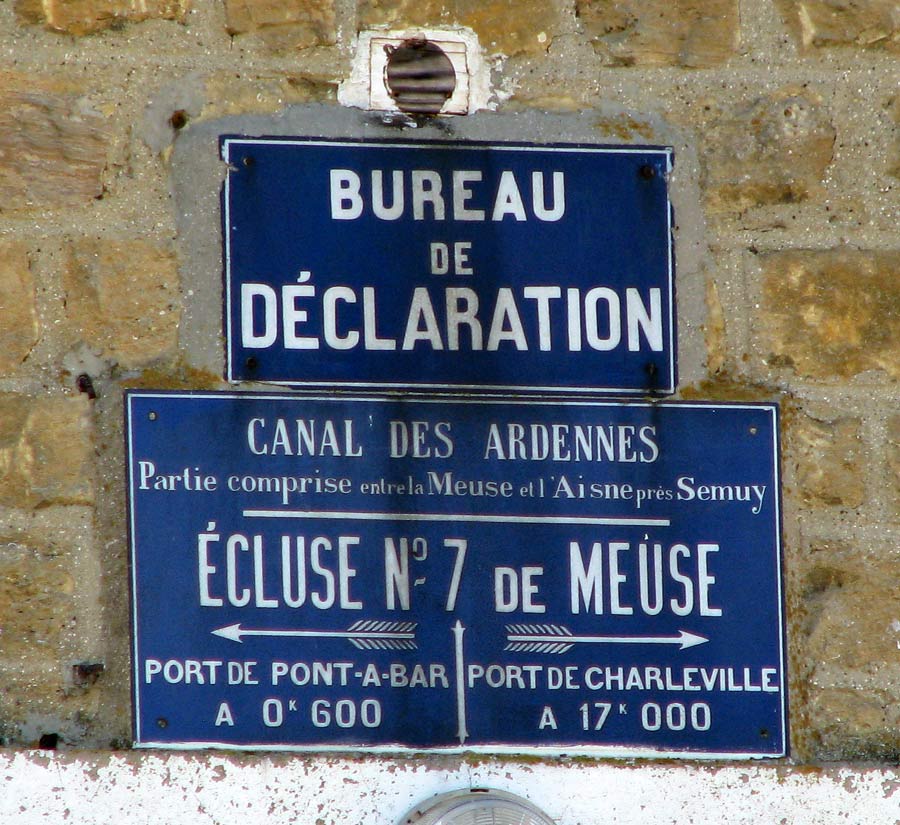 BUREAU
DE
DÉCLARATION
CANAL DES ARDENNES
Partie comprise entre la Meuse et l'Aisne près Semuy
ÉCLUSE Nº 7 DE MEUSE
PORT DE PONT-A-BAR
A 0K 600
PORT DE CHARLEVILLE
A 17K 000